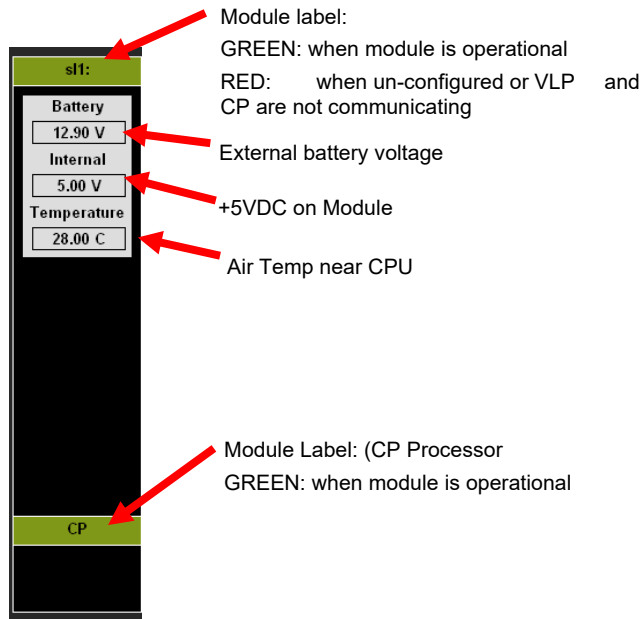 Module label:
GREEN: when module is operational
RED: when un-configured or VLP and
CP are not communicating
sl1:
Battery
12.90 V
External battery voltage
Internal
5.00 V
+5VDC on Module
Temperature
28.00 C
Air Temp near CPU
Module Label: (CP Processor
GREEN: when module is operational
CP